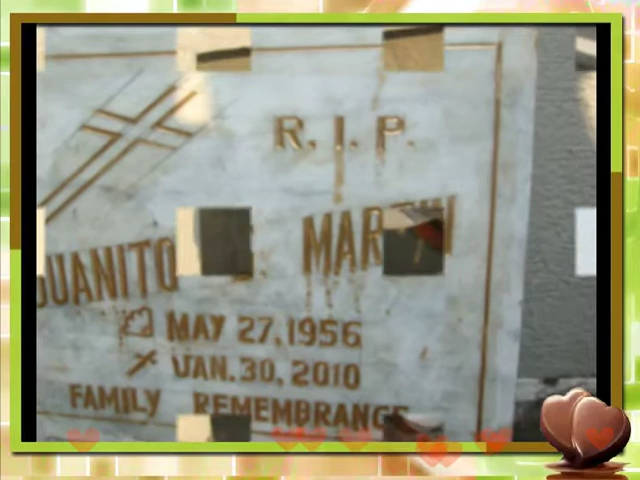 R. I. P.
JUANITO
MAY 27, 1956
JAN. 30, 2010
FAMILY REMEMBRANCE